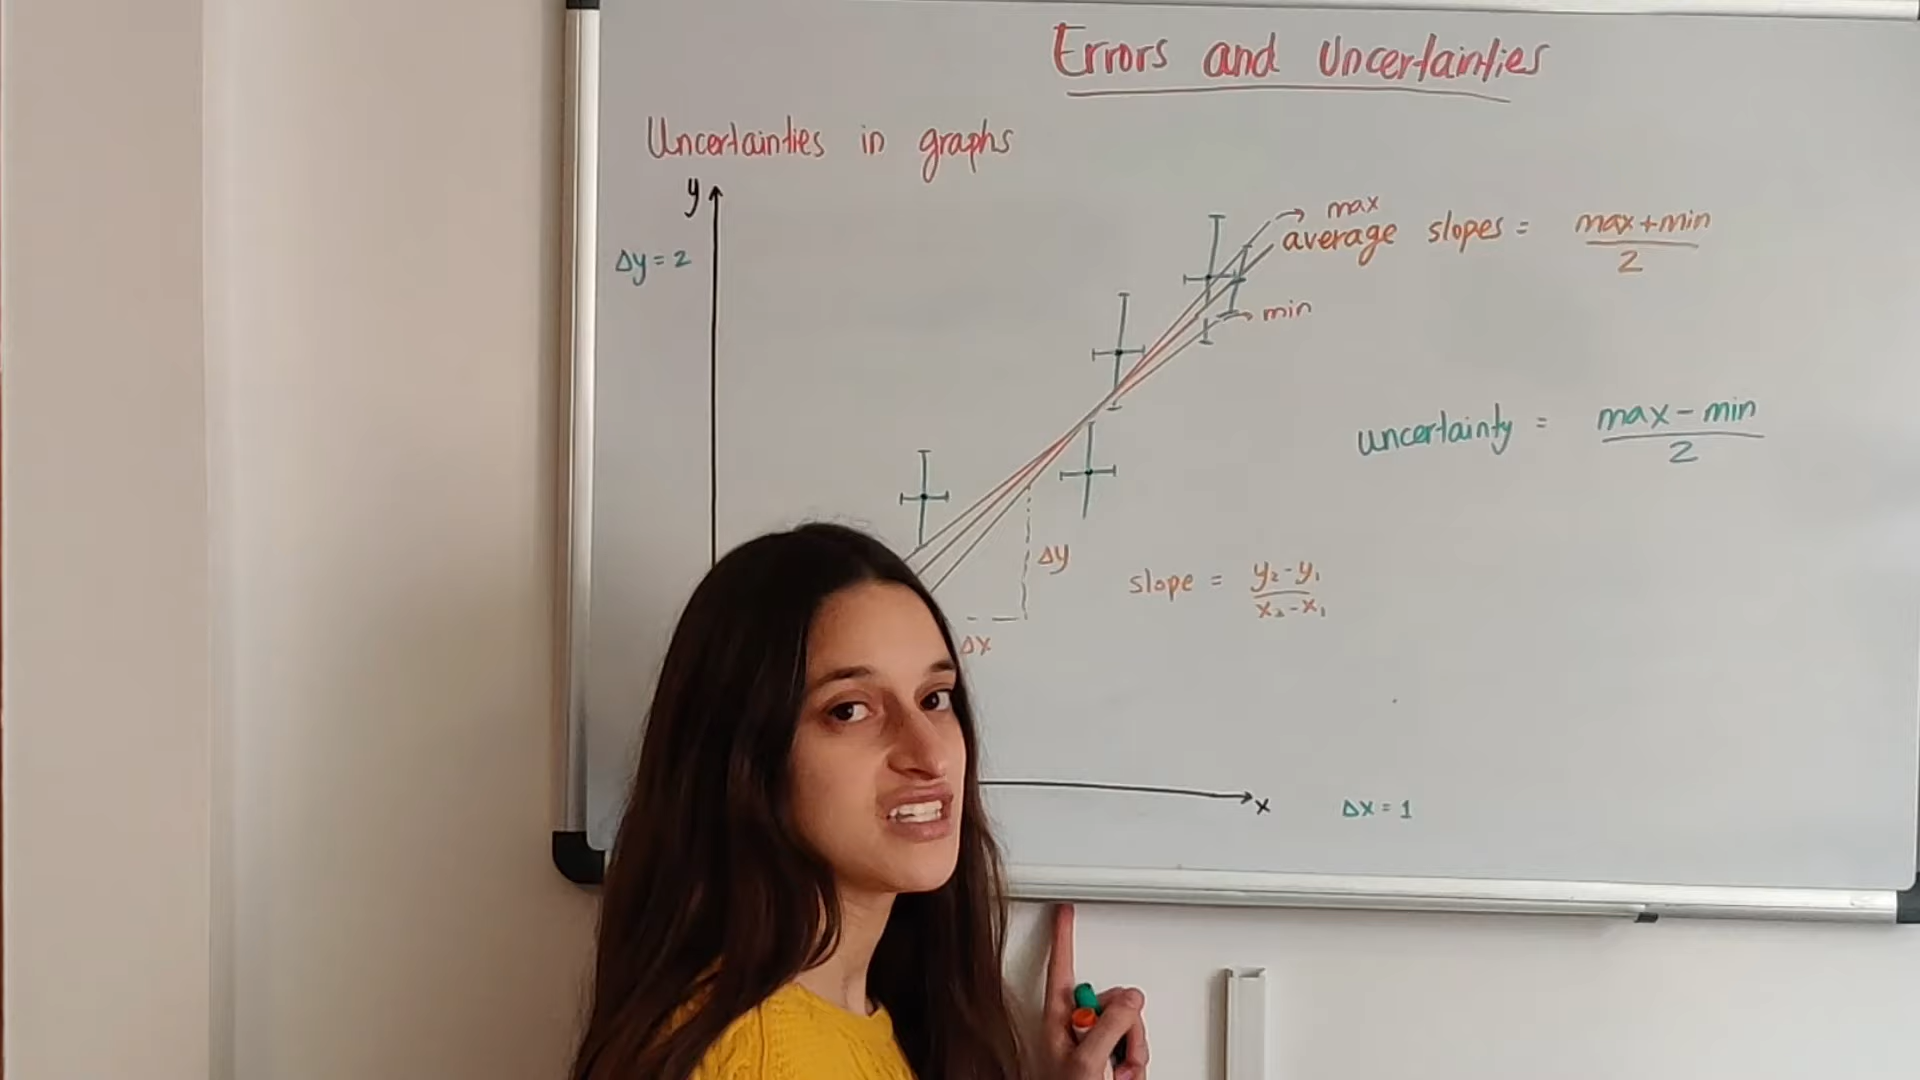 Errors and Uncertainties
Uncertainties in graphs
y
Δy = 2
max
average slopes = max + min
2
min
uncertainty = max - min
2
Δy
slope = y₂ - y₁
x₂ - x₁
Δx
x
Δx = 1